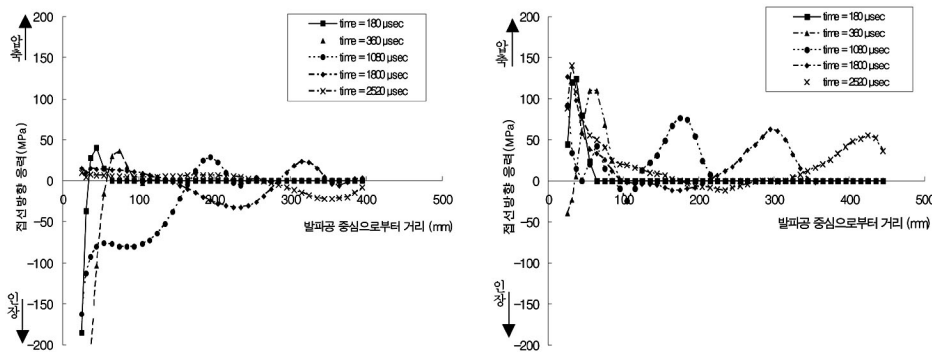 압축
접선방향 응력(MPa)
인장
200
150
100
50
0
-50
-100
-150
-200
0
100
200
300
400
500
time = 180 μsec
time = 360 μsec
time = 1080 μsec
time = 1800 μsec
time = 2520 μsec
발파공 중심으로부터 거리 (mm)
압축
접선방향 응력(MPa)
인장
200
150
100
50
0
-50
-100
-150
-200
0
100
200
300
400
500
time = 180 μsec
time = 360 μsec
time = 1080 μsec
time = 1800 μsec
time = 2520 μsec
발파공 중심으로부터 거리 (mm)